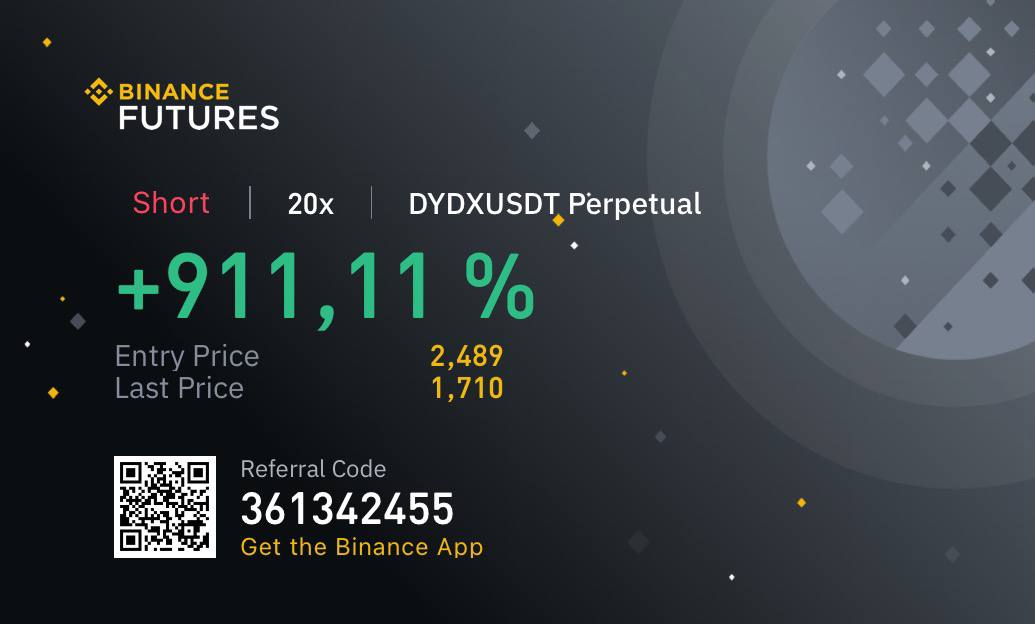 BINANCE
FUTURES
Short | 20x | DYDXUSDT Perpetual
+911,11 %
Entry Price 2,489
Last Price 1,710
Referral Code
361342455
Get the Binance App